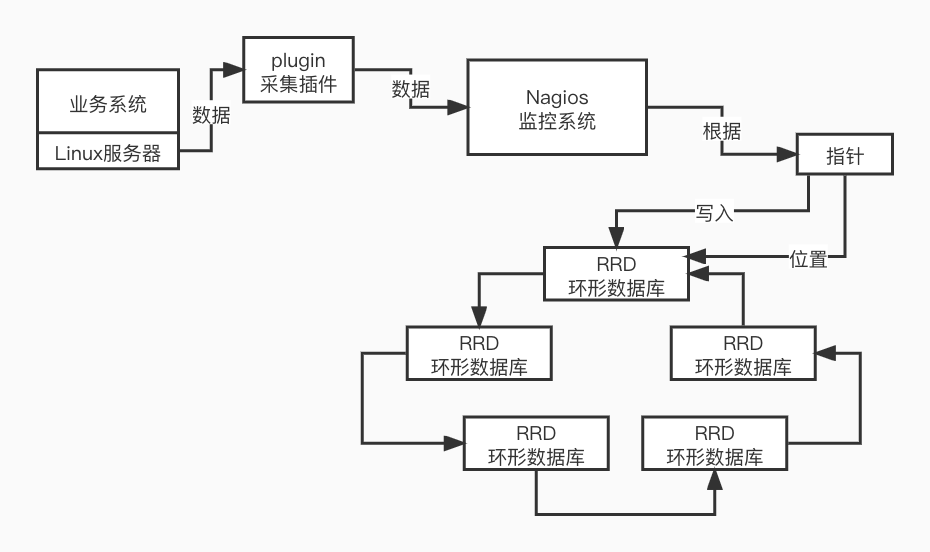 plugin
采集插件
业务系统
Linux服务器
数据
数据
Nagios
监控系统
根据
指针
写入
位置
RRD
环形数据库
RRD
环形数据库
RRD
环形数据库
RRD
环形数据库
RRD
环形数据库